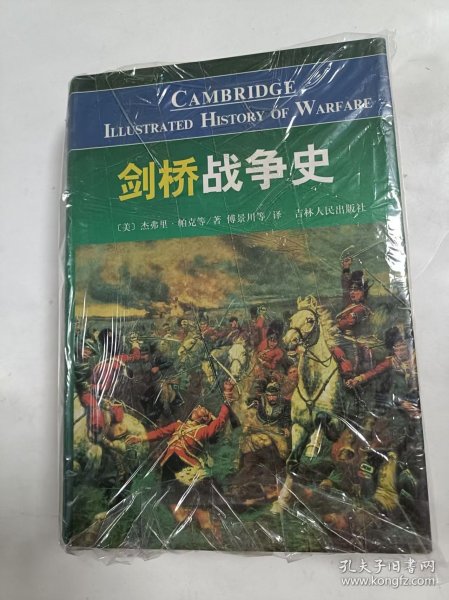 CAMBRIDGE
ILLUSTRATED HISTORY OF WARFARE
剑桥战争史
〔美〕杰弗里·帕克等/著 傅景川等/译 吉林人民出版社
孔夫子旧书网
www.kongfz.com